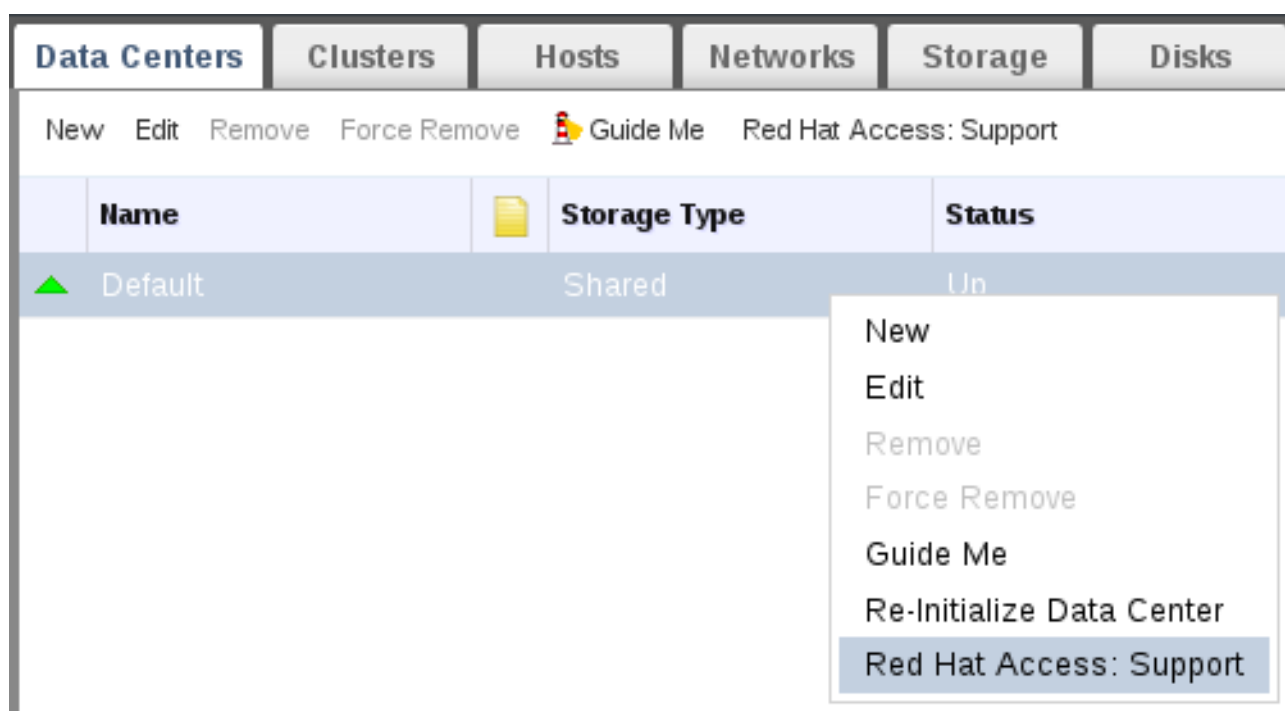 Data Centers Clusters Hosts Networks Storage Disks
New Edit Remove Force Remove Guide Me Red Hat Access: Support
Name Storage Type Status
Default Shared Up
New
Edit
Remove
Force Remove
Guide Me
Re-Initialize Data Center
Red Hat Access: Support